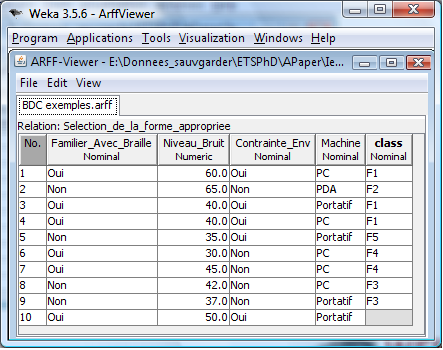 Weka 3.5.6 - ArffViewer
Program Applications Tools Visualization Windows Help
ARFF-Viewer - E:\Donnees_sauvgarder\ETSPhD\APaper\Ie...
File Edit View
BDC exemples.arff
Relation: Selection_de_la_forme_appropriee
No. Familier_Avec_Braille Niveau_Bruit Contrainte_Env Machine class
Nominal Numeric Nominal Nominal Nominal
1 Oui 60.0 Oui PC F1
2 Non 65.0 Non PDA F2
3 Oui 40.0 Oui Portatif F1
4 Oui 40.0 Oui PC F1
5 Non 35.0 Oui Portatif F5
6 Oui 30.0 Non PC F4
7 Oui 45.0 Non PC F4
8 Non 42.0 Non PC F3
9 Non 37.0 Non Portatif F3
10 Oui 50.0 Oui Portatif